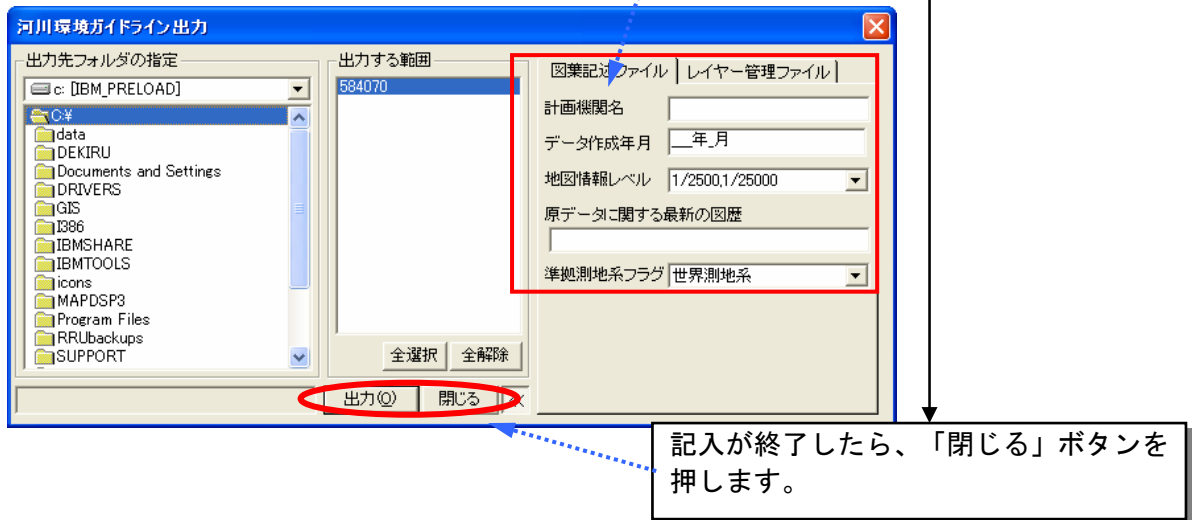 河川環境ガイドライン出力
出力先フォルダの指定
c: [IBM_PRELOAD]
C:¥
data
DEKIRU
Documents and Settings
DRIVERS
GIS
I386
IBMSHARE
IBMTOOLS
icons
MAPDSP3
Program Files
RRUbackups
SUPPORT
出力する範囲
584070
全選択
全解除
図葉記述ファイル
レイヤー管理ファイル
計画機関名
データ作成年月
__年_月
地図情報レベル
1/2500,1/25000
原データに関する最新の図歴
準拠測地系フラグ
世界測地系
出力(O)
閉じる
記入が終了したら、「閉じる」ボタンを
押します。